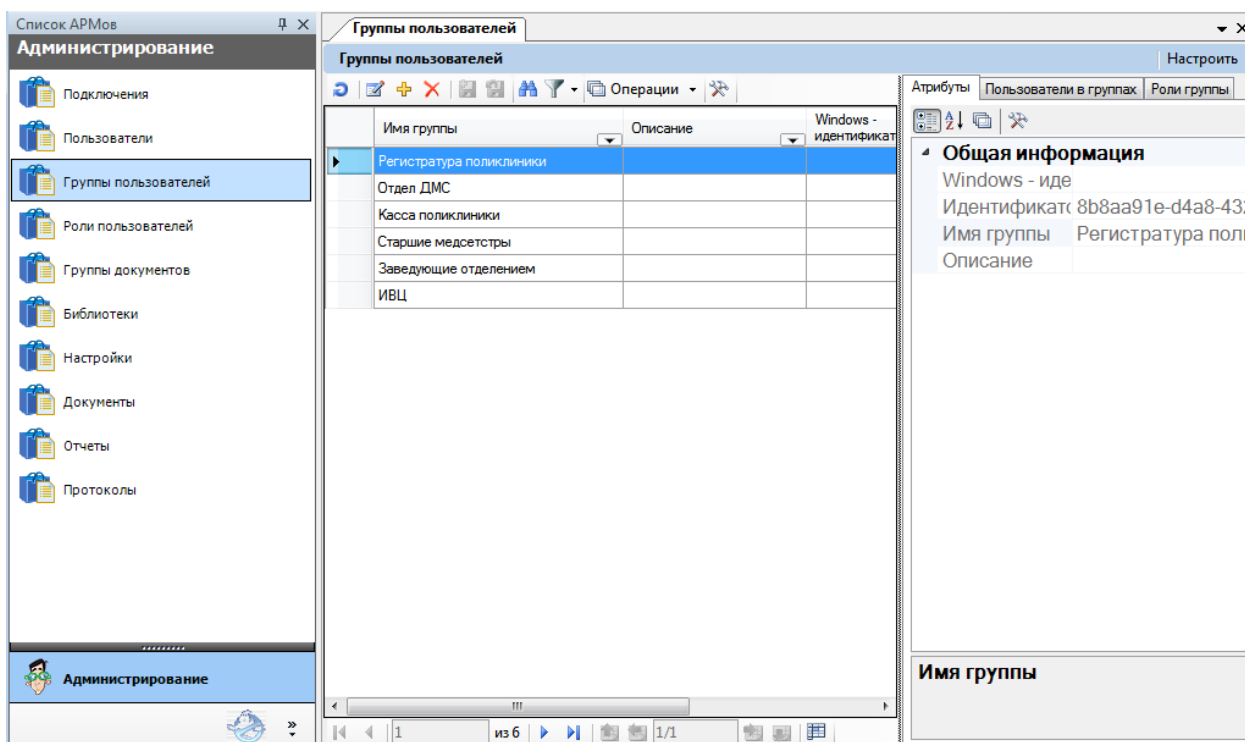 Список АРМов
Администрирование
Подключения
Пользователи
Группы пользователей
Роли пользователей
Группы документов
Библиотеки
Настройки
Документы
Отчеты
Протоколы
Администрирование
Группы пользователей
Группы пользователей
Настроить
Операции
Имя группы
Описание
Windows -
идентификат
Регистратура поликлиники
Отдел ДМС
Касса поликлиники
Старшие медсетстры
Заведующие отделением
ИВЦ
1
из 6
1/1
Атрибуты
Пользователи в группах
Роли группы
Общая информация
Windows - иде
Идентификатс 8b8aa91e-d4a8-432
Имя группы Регистратура пол
Описание
Имя группы